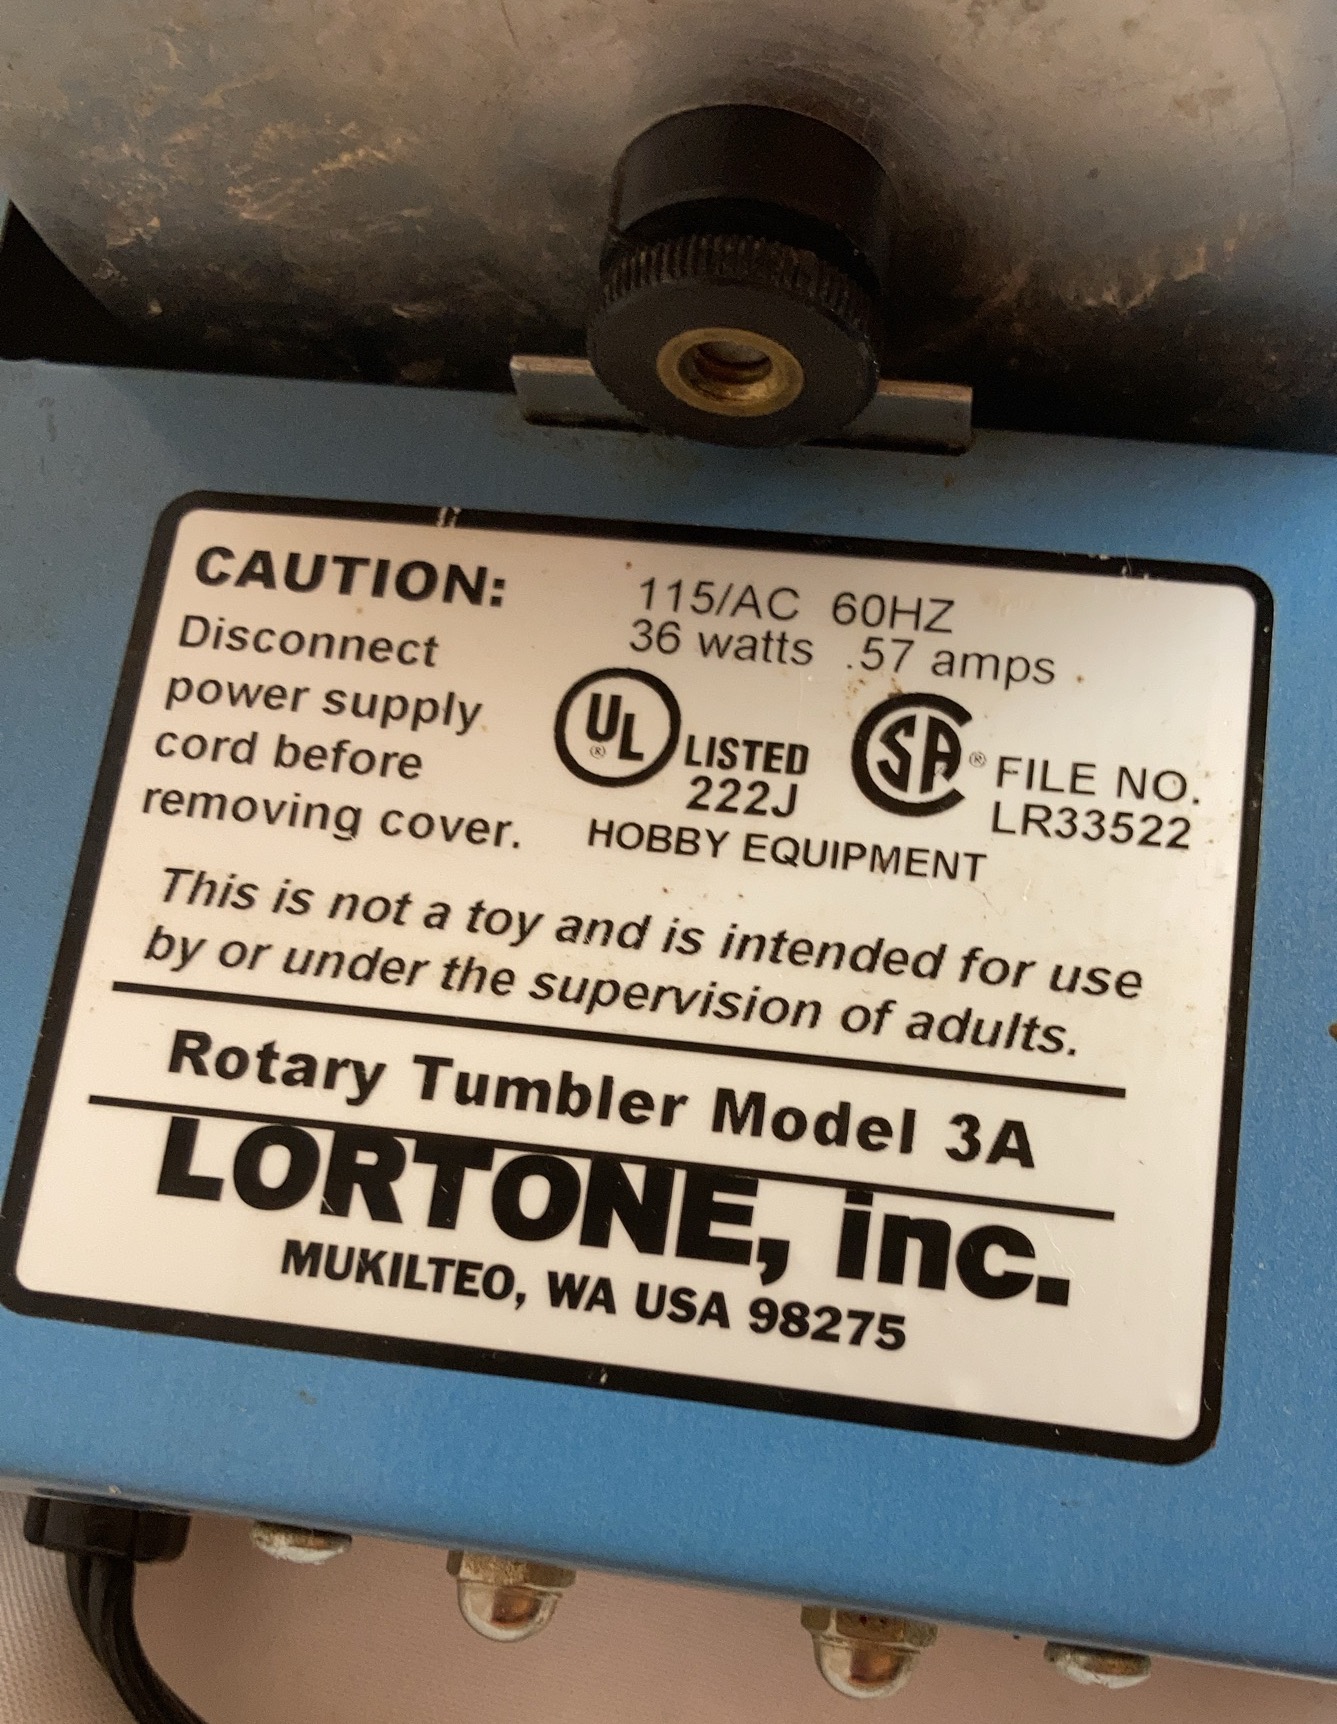 CAUTION:
Disconnect
power supply
cord before
removing cover.
115/AC 60HZ
36 watts .57 amps
UL® LISTED
222J
SA® FILE NO.
LR33522
HOBBY EQUIPMENT
This is not a toy and is intended for use
by or under the supervision of adults.
Rotary Tumbler Model 3A
LORTONE, inc.
MUKILTEO, WA USA 98275